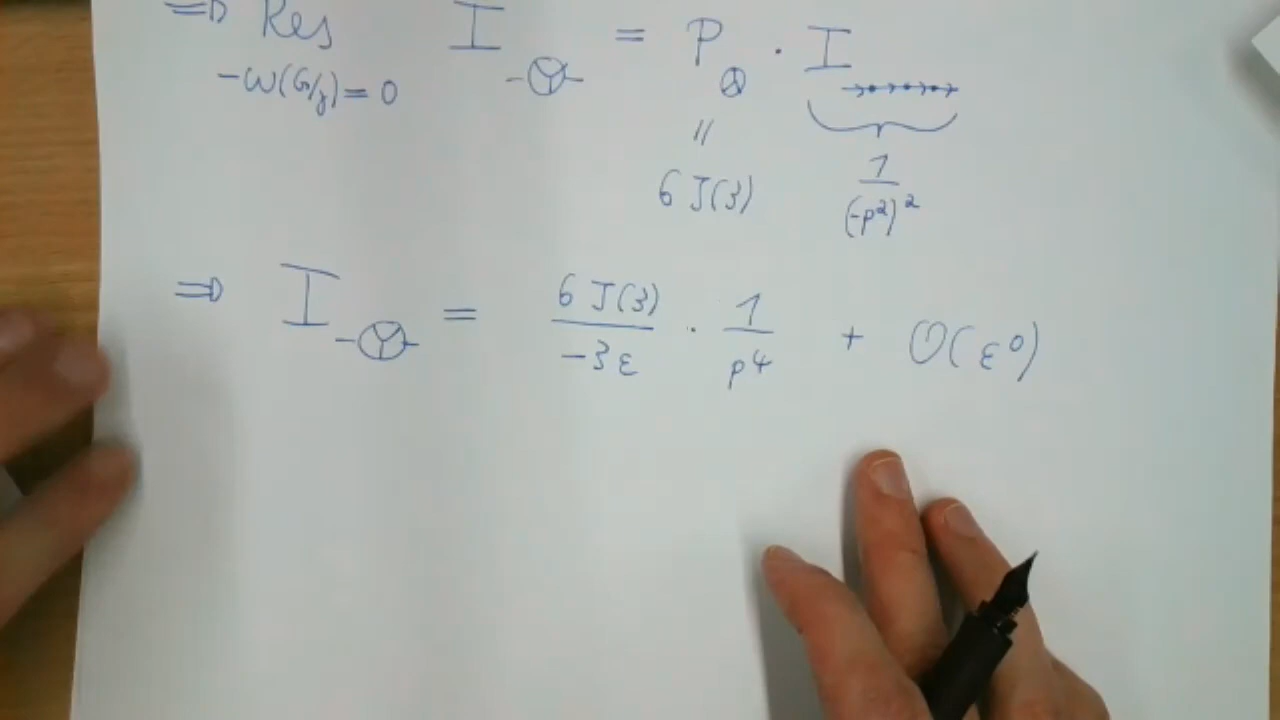 ⇒ Res I = P · I
-ω(G/γ) = 0
〃
6 ζ(3) 1/(-p²)²
⇒ I = 6 ζ(3)/-3ε · 1/p⁴ + O(ε⁰)